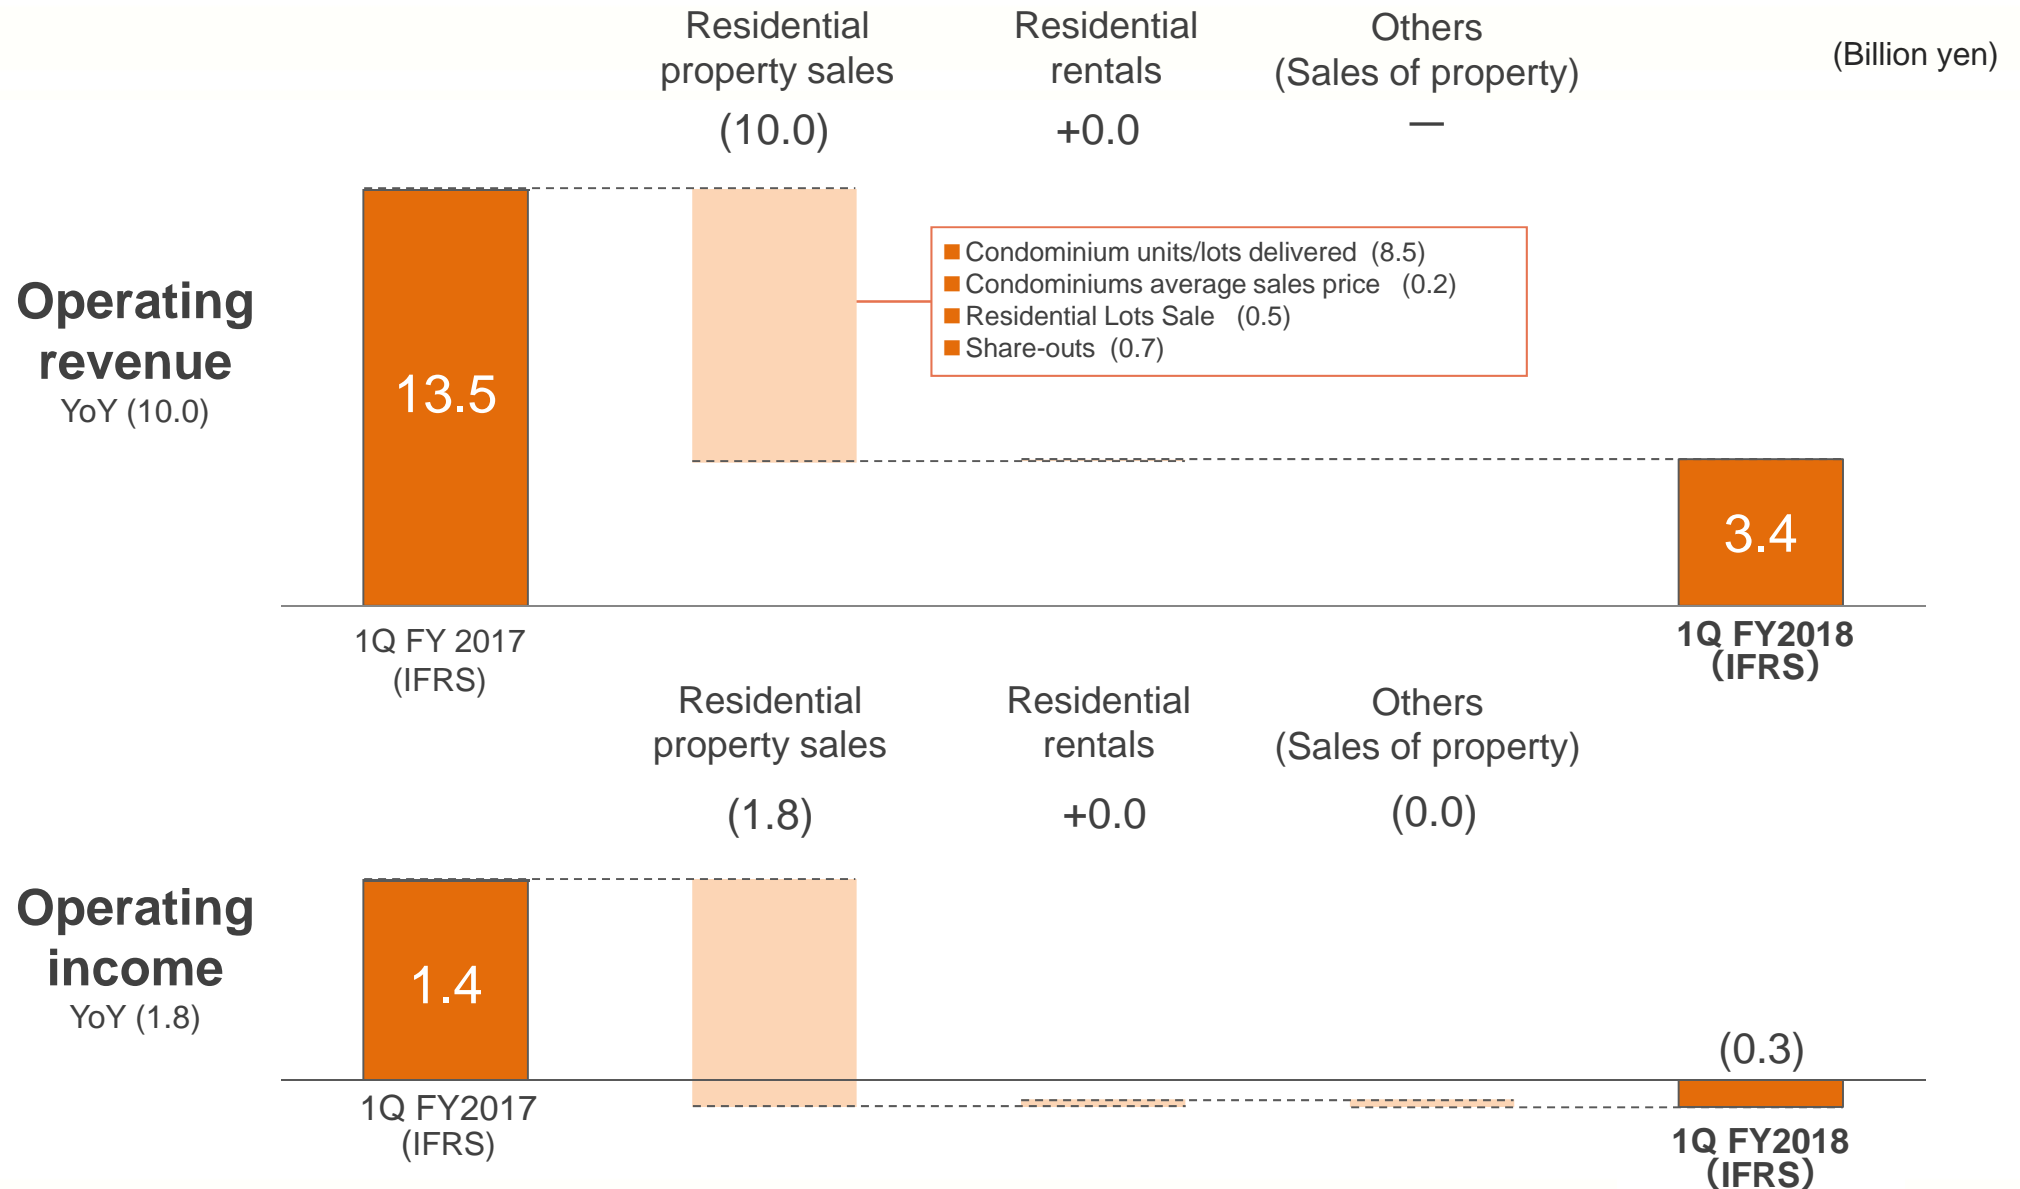 Residential
property sales
(10.0)
Residential
rentals
+0.0
Others
(Sales of property)
—
(Billion yen)
Operating
revenue
YoY (10.0)
13.5
■ Condominium units/lots delivered (8.5)
■ Condominiums average sales price (0.2)
■ Residential Lots Sale (0.5)
■ Share-outs (0.7)
3.4
1Q FY 2017
(IFRS)
1Q FY2018
（IFRS）
Residential
property sales
(1.8)
Residential
rentals
+0.0
Others
(Sales of property)
(0.0)
Operating
income
YoY (1.8)
1.4
(0.3)
1Q FY2017
(IFRS)
1Q FY2018
（IFRS）